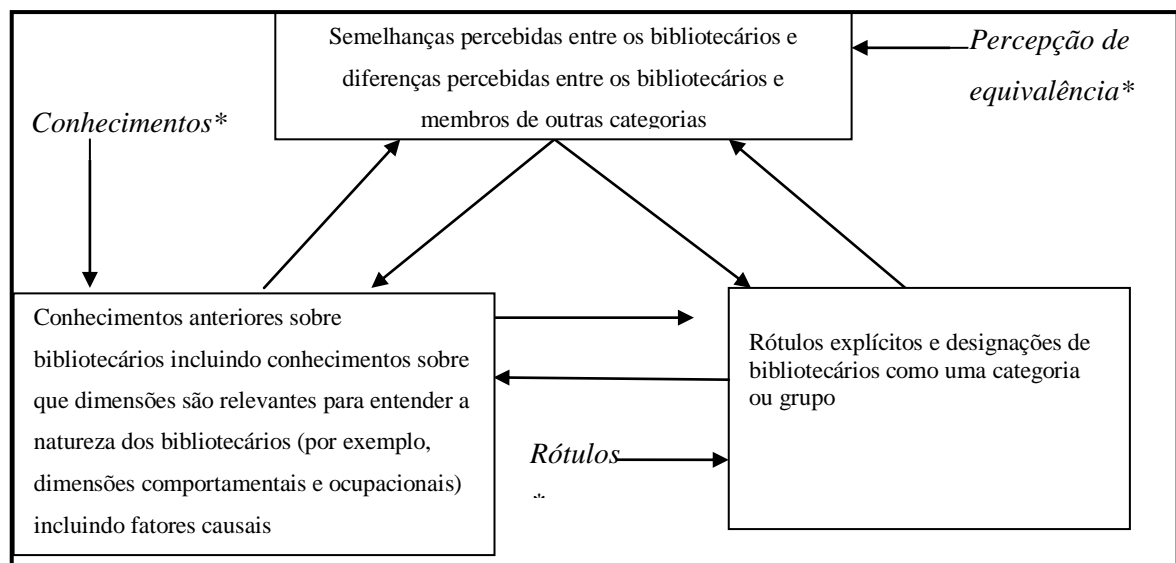 Semelhanças percebidas entre os bibliotecários e
diferenças percebidas entre os bibliotecários e
membros de outras categorias
Percepção de
equivalência*
Conhecimentos*
Conhecimentos anteriores sobre
bibliotecários incluindo conhecimentos sobre
que dimensões são relevantes para entender a
natureza dos bibliotecários (por exemplo,
dimensões comportamentais e ocupacionais)
incluindo fatores causais
Rótulos explícitos e designações de
bibliotecários como uma categoria
ou grupo
Rótulos
*